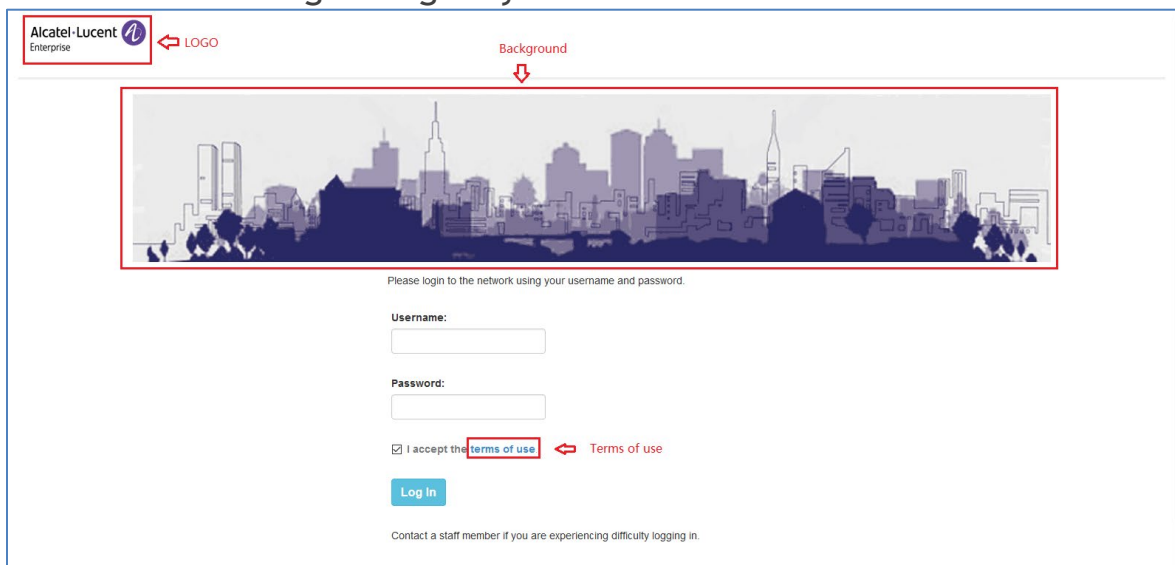 Alcatel·Lucent
Enterprise
LOGO
Background
Please login to the network using your username and password.
Username:
Password:
I accept the terms of use
Terms of use
Log In
Contact a staff member if you are experiencing difficulty logging in.